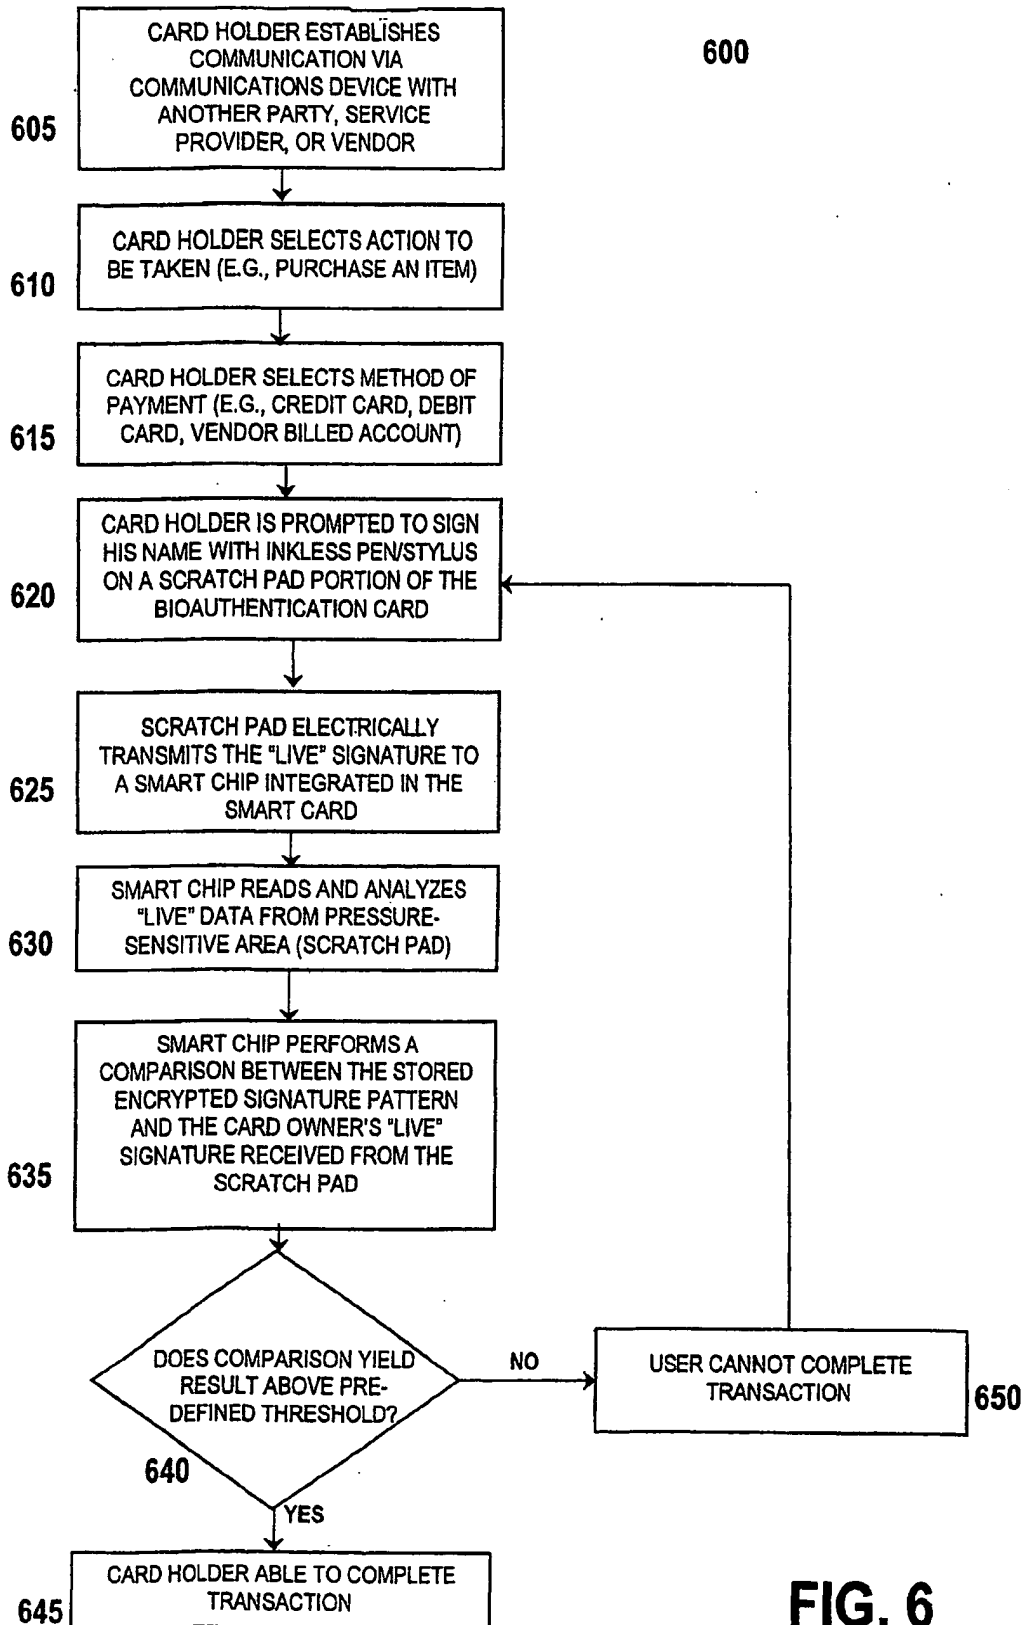 600
CARD HOLDER ESTABLISHES
COMMUNICATION VIA
COMMUNICATIONS DEVICE WITH
ANOTHER PARTY, SERVICE
PROVIDER, OR VENDOR
605
CARD HOLDER SELECTS ACTION TO
BE TAKEN (E.G., PURCHASE AN ITEM)
610
CARD HOLDER SELECTS METHOD OF
PAYMENT (E.G., CREDIT CARD, DEBIT
CARD, VENDOR BILLED ACCOUNT)
615
CARD HOLDER IS PROMPTED TO SIGN
HIS NAME WITH INKLESS PEN/STYLUS
ON A SCRATCH PAD PORTION OF THE
BIOAUTHENTICATION CARD
620
SCRATCH PAD ELECTRICALLY
TRANSMITS THE "LIVE" SIGNATURE TO
A SMART CHIP INTEGRATED IN THE
SMART CARD
625
SMART CHIP READS AND ANALYZES
"LIVE" DATA FROM PRESSURE-
SENSITIVE AREA (SCRATCH PAD)
630
SMART CHIP PERFORMS A
COMPARISON BETWEEN THE STORED
ENCRYPTED SIGNATURE PATTERN
AND THE CARD OWNER'S "LIVE"
SIGNATURE RECEIVED FROM THE
SCRATCH PAD
635
DOES COMPARISON YIELD
RESULT ABOVE PRE-
DEFINED THRESHOLD?
640
NO
USER CANNOT COMPLETE
TRANSACTION
650
YES
CARD HOLDER ABLE TO COMPLETE
TRANSACTION
645
FIG. 6